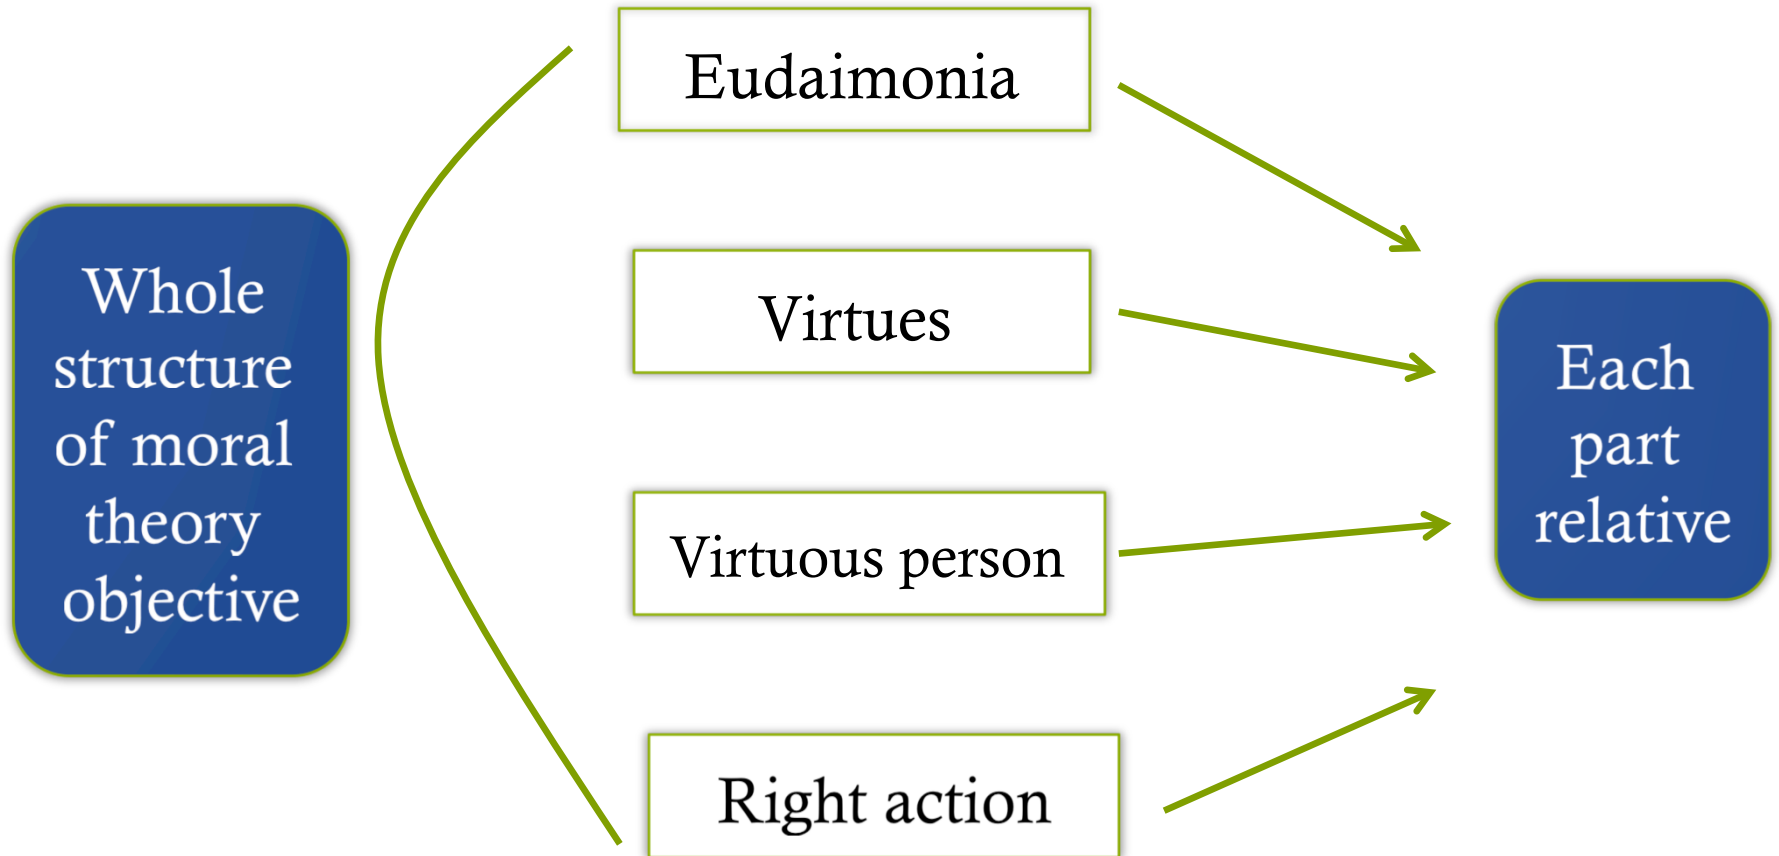 Whole
structure
of moral
theory
objective
Eudaimonia
Virtues
Virtuous person
Right action
Each
part
relative